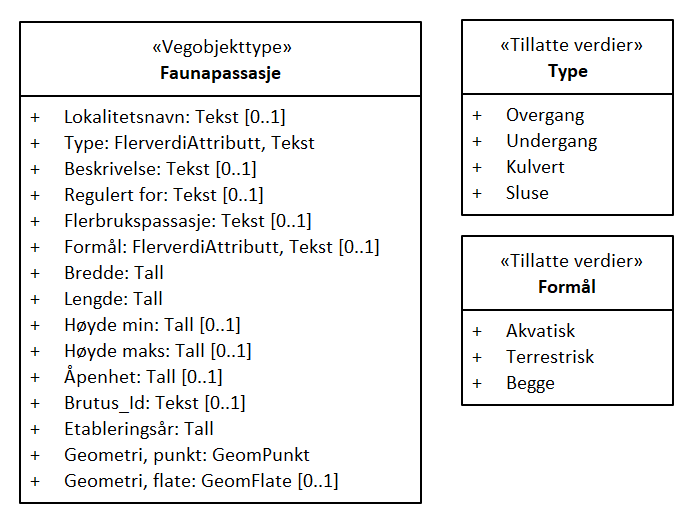 «Vegobjekttype»
Faunapassasje
+ Lokalitetsnavn: Tekst [0..1]
+ Type: FlerverdiAttributt, Tekst
+ Beskrivelse: Tekst [0..1]
+ Regulert for: Tekst [0..1]
+ Flerbrukspassasje: Tekst [0..1]
+ Formål: FlerverdiAttributt, Tekst [0..1]
+ Bredde: Tall
+ Lengde: Tall
+ Høyde min: Tall [0..1]
+ Høyde maks: Tall [0..1]
+ Åpenhet: Tall [0..1]
+ Brutus_Id: Tekst [0..1]
+ Etableringsår: Tall
+ Geometri, punkt: GeomPunkt
+ Geometri, flate: GeomFlate [0..1]
«Tillatte verdier»
Type
+ Overgang
+ Undergang
+ Kulvert
+ Sluse
«Tillatte verdier»
Formål
+ Akvatisk
+ Terrestrisk
+ Begge